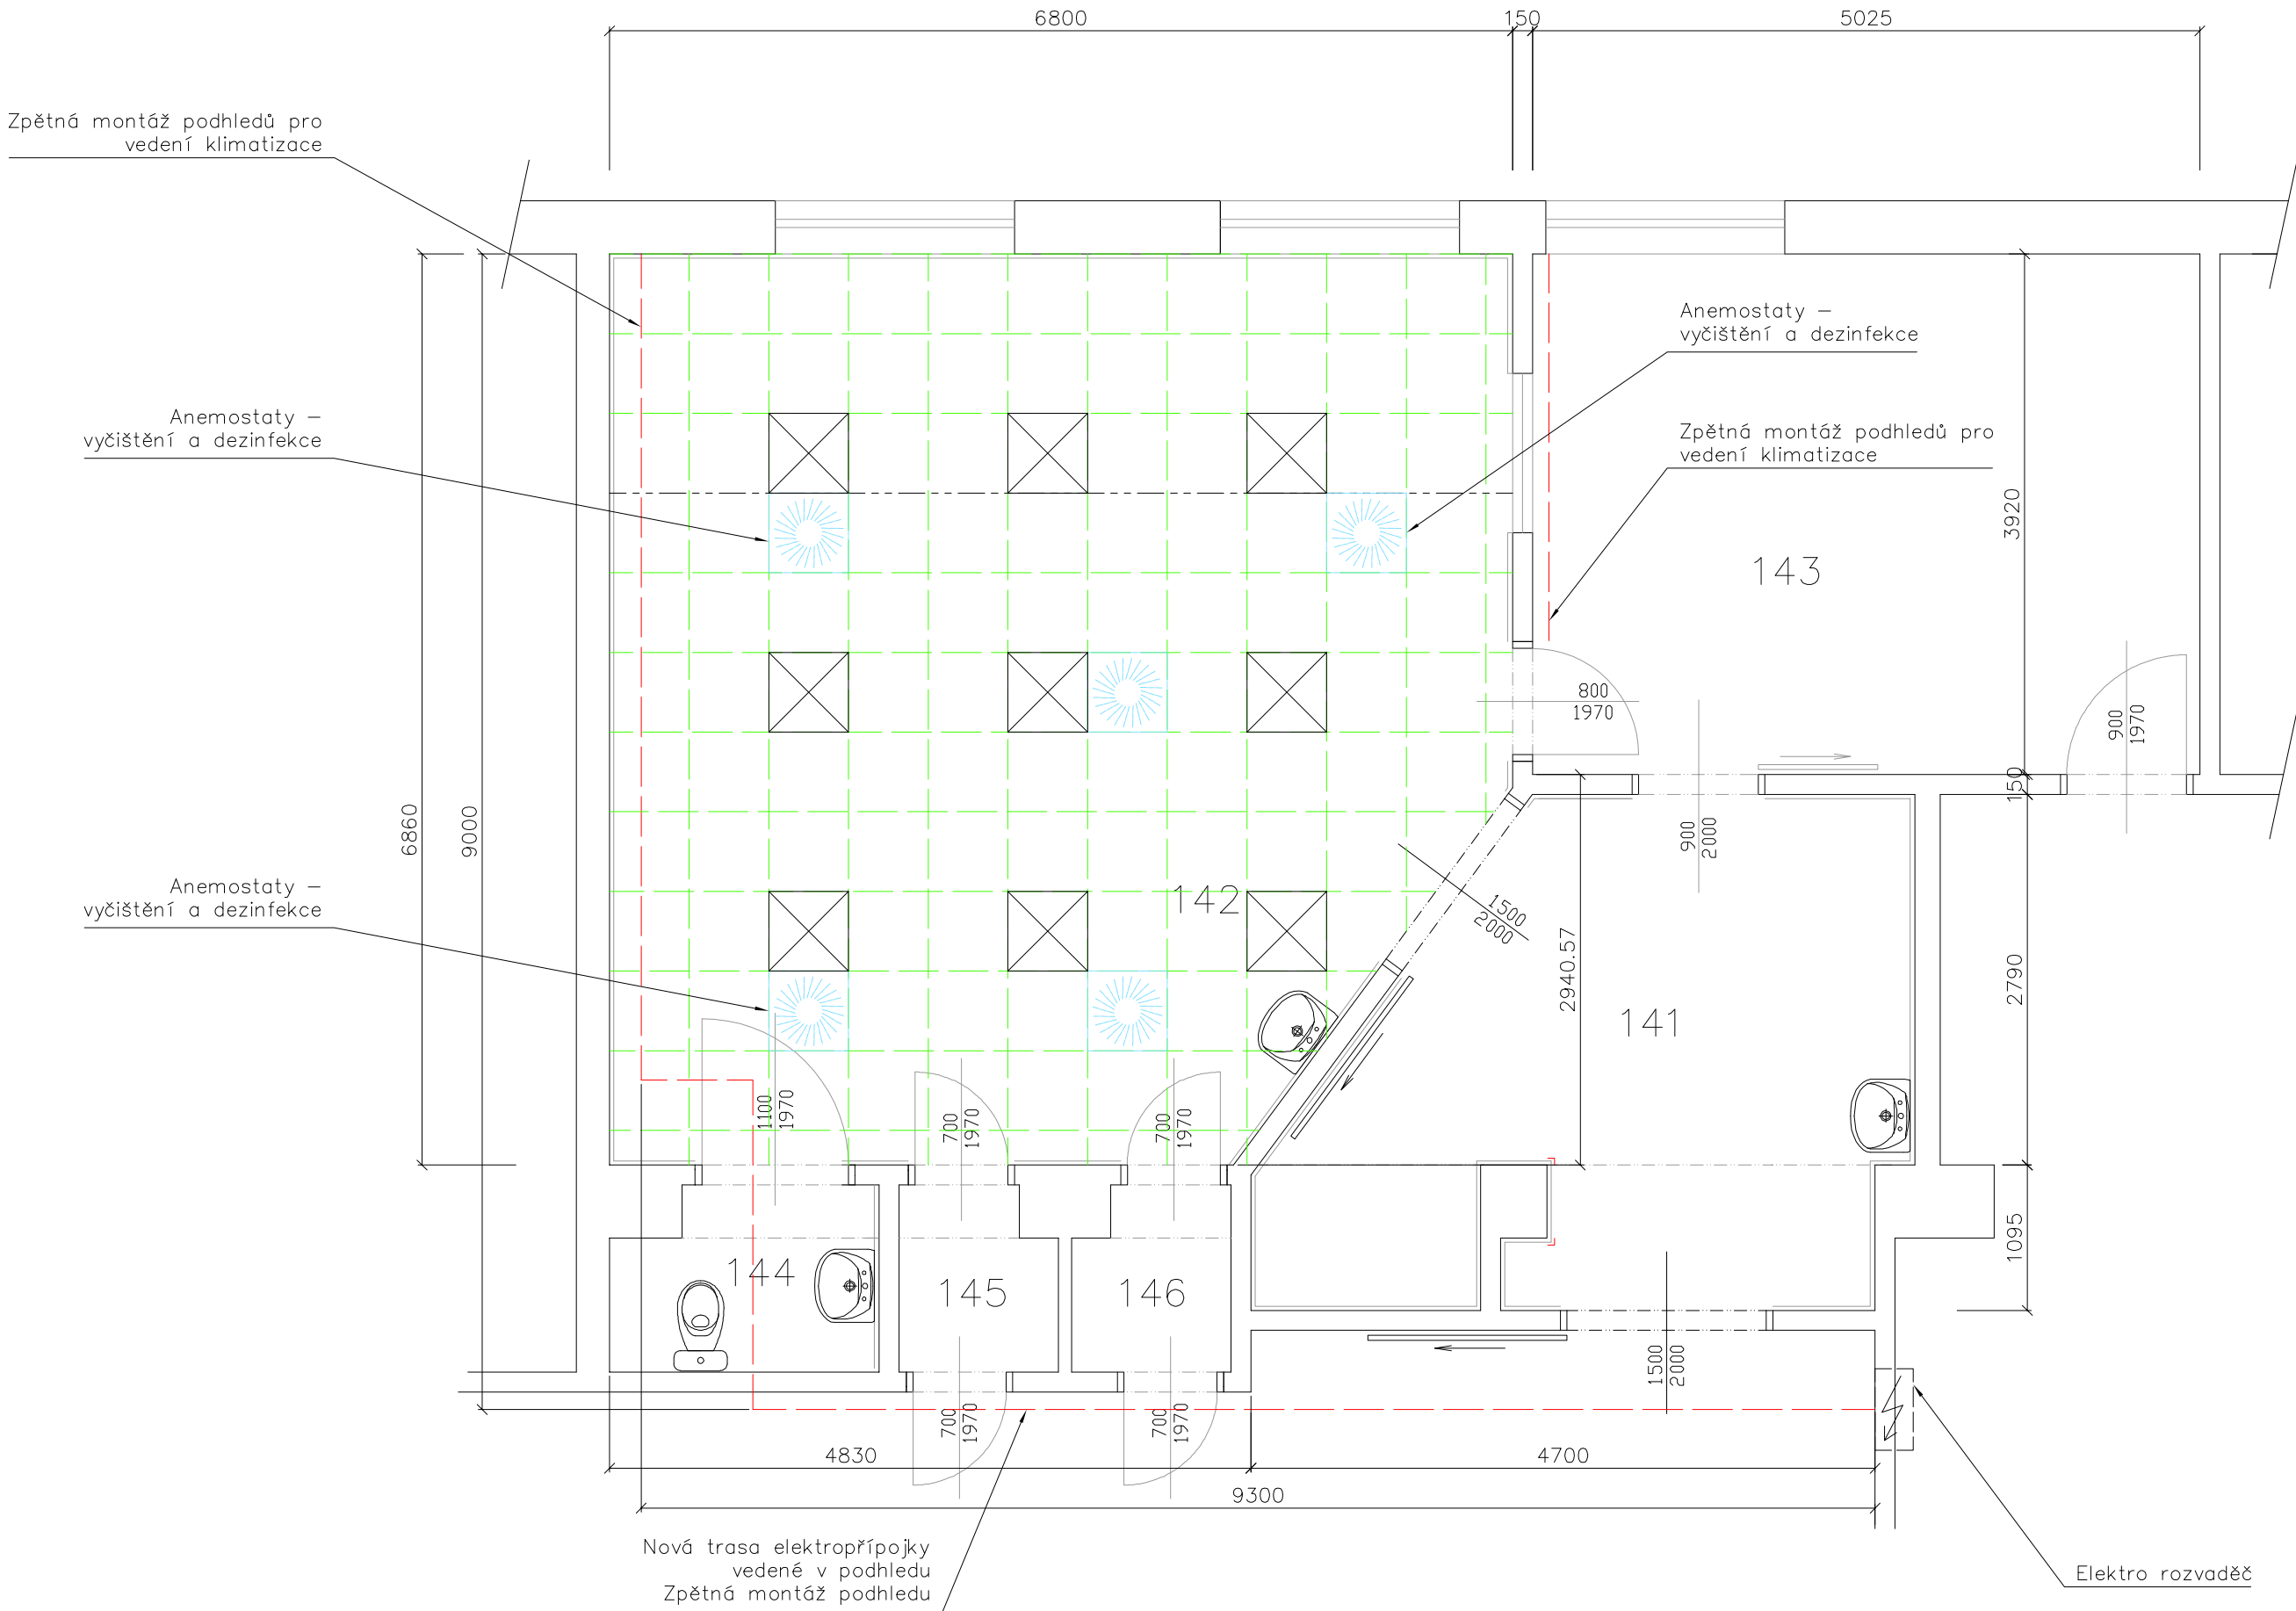 6800
150
5025
Zpětná montáž podhledů pro
vedení klimatizace
Anemostaty –
vyčištění a dezinfekce
Anemostaty –
vyčištění a dezinfekce
Zpětná montáž podhledů pro
vedení klimatizace
3920
143
800
1970
900
1970
150
6860
9000
900
2000
Anemostaty –
vyčištění a dezinfekce
142
1500
2000
2940.57
2790
141
1100
1970
700
1970
700
1970
1095
144
145
146
1500
2000
700
1970
700
1970
4830
4700
9300
Nová trasa elektropřípojky
vedené v podhledu
Zpětná montáž podhledu
Elektro rozvaděč